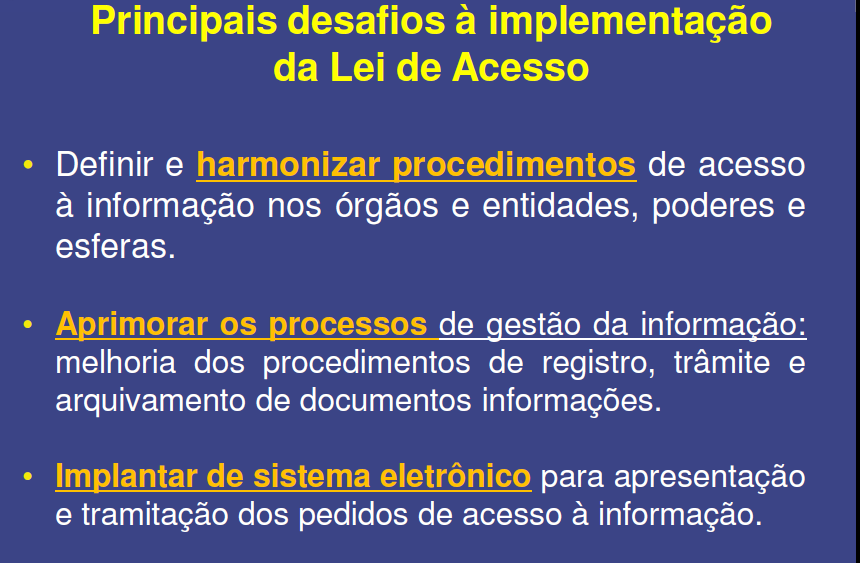 Principais desafios à implementação
da Lei de Acesso
• Definir e harmonizar procedimentos de acesso
à informação nos órgãos e entidades, poderes e
esferas.
• Aprimorar os processos de gestão da informação:
melhoria dos procedimentos de registro, trâmite e
arquivamento de documentos informações.
• Implantar de sistema eletrônico para apresentação
e tramitação dos pedidos de acesso à informação.